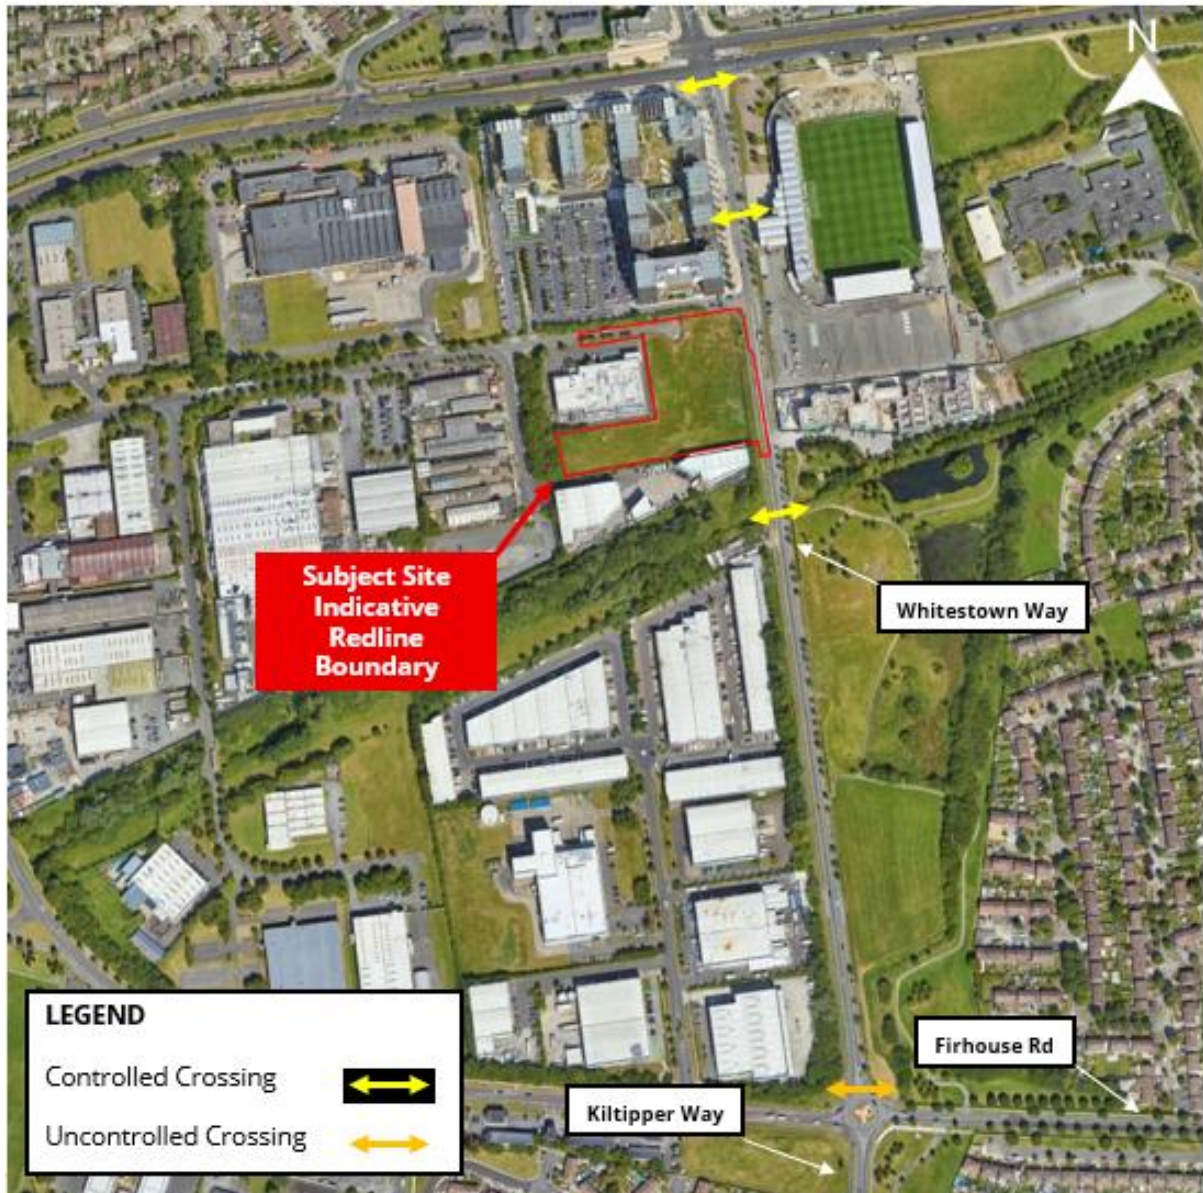 N
Subject Site
Indicative
Redline
Boundary
Whitestown Way
LEGEND
Controlled Crossing
Uncontrolled Crossing
Firhouse Rd
Kiltipper Way